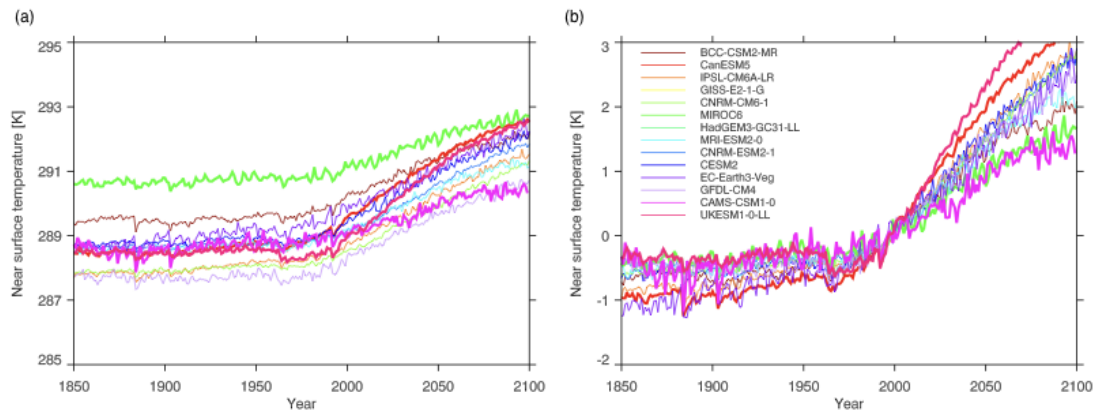 (a)
295
293
291
289
287
285
Near surface temperature [K]
1850 1900 1950 2000 2050 2100
Year
(b)
3
2
1
0
-1
-2
Near surface temperature [K]
BCC-CSM2-MR
CanESM5
IPSL-CM6A-LR
GISS-E2-1-G
CNRM-CM6-1
MIROC6
HadGEM3-GC31-LL
MRI-ESM2-0
CNRM-ESM2-1
CESM2
EC-Earth3-Veg
GFDL-CM4
CAMS-CSM1-0
UKESM1-0-LL
1850 1900 1950 2000 2050 2100
Year